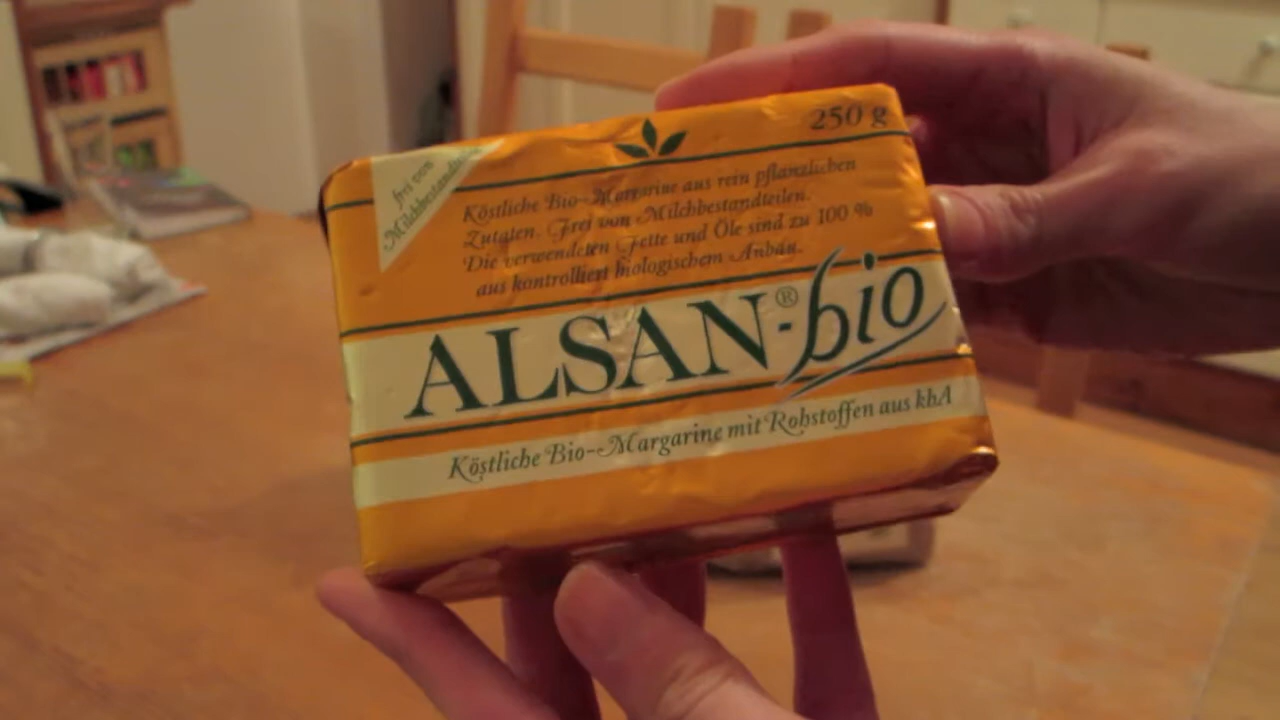 250 g
frei von
Milchbestandteilen
Köstliche Bio-Margarine aus rein pflanzlichen
Zutaten. Frei von Milchbestandteilen.
Die verwendeten Fette und Öle sind zu 100 %
aus kontrolliert biologischem Anbau.
ALSAN®-bio
Köstliche Bio-Margarine mit Rohstoffen aus kbA